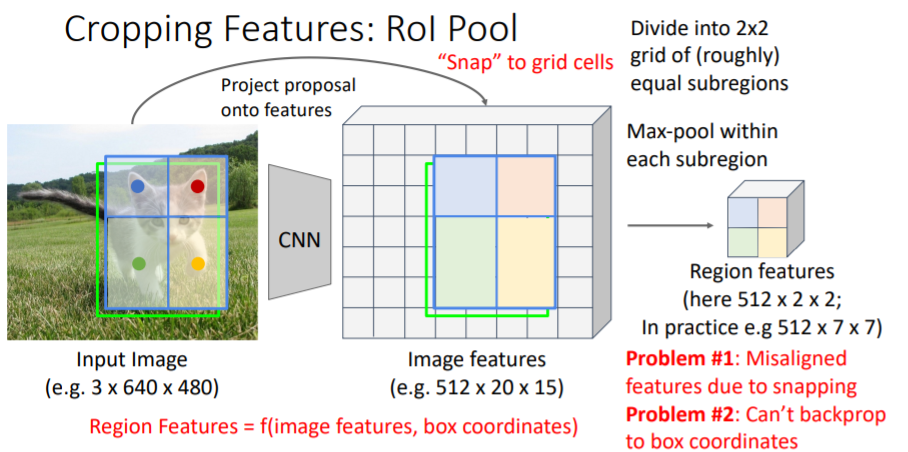 Cropping Features: RoI Pool
"Snap" to grid cells
Project proposal
onto features
Divide into 2x2
grid of (roughly)
equal subregions
Max-pool within
each subregion
CNN
Region features
(here 512 x 2 x 2;
In practice e.g 512 x 7 x 7)
Input Image
(e.g. 3 x 640 x 480)
Image features
(e.g. 512 x 20 x 15)
Problem #1: Misaligned
features due to snapping
Problem #2: Can't backprop
to box coordinates
Region Features = f(image features, box coordinates)